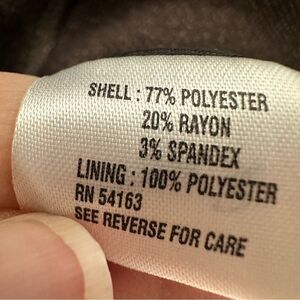 SHELL : 77% POLYESTER
20% RAYON
3% SPANDEX
LINING : 100% POLYESTER
RN 54163
SEE REVERSE FOR CARE